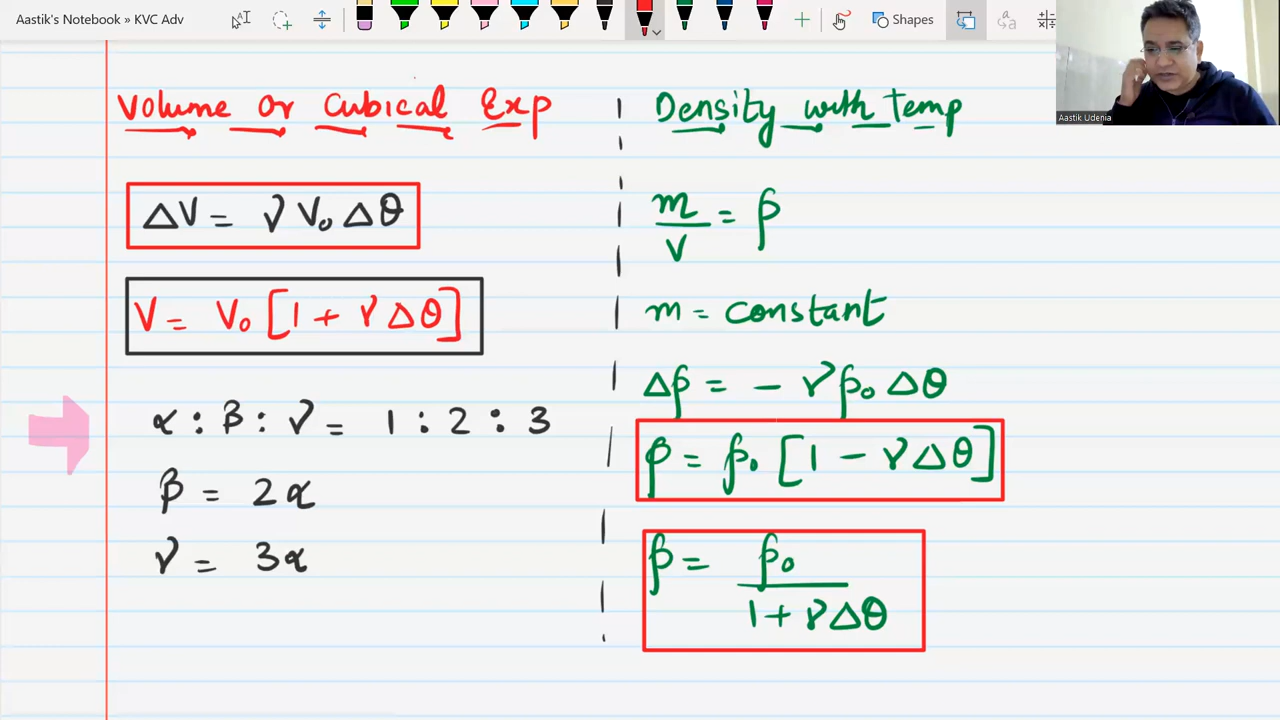 Aastik's Notebook » KVC Adv
Shapes
Aastik Udenia
Volume or Cubical Exp
ΔV = γ V₀ Δθ
V = V₀ [1 + γ Δθ]
α : β : γ = 1 : 2 : 3
β = 2α
γ = 3α
Density with Temp
m/V = ρ
m = constant
Δρ = - γ ρ₀ Δθ
ρ = ρ₀ [1 - γ Δθ]
ρ = ρ₀/(1 + γ Δθ)